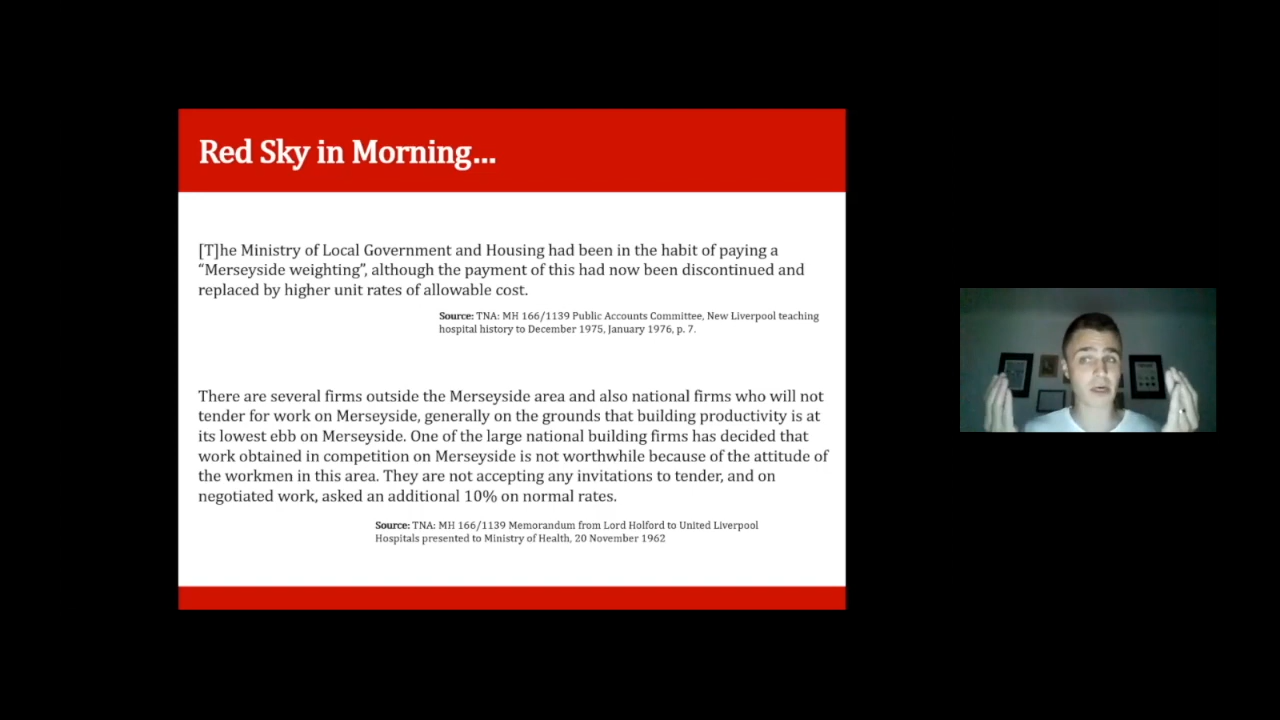 Red Sky in Morning...
[T]he Ministry of Local Government and Housing had been in the habit of paying a
“Merseyside weighting”, although the payment of this had now been discontinued and
replaced by higher unit rates of allowable cost.
Source: TNA: MH 166/1139 Public Accounts Committee, New Liverpool teaching
hospital history to December 1975, January 1976, p. 7.
There are several firms outside the Merseyside area and also national firms who will not
tender for work on Merseyside, generally on the grounds that building productivity is at
its lowest ebb on Merseyside. One of the large national building firms has decided that
work obtained in competition on Merseyside is not worthwhile because of the attitude of
the workmen in this area. They are not accepting any invitations to tender, and on
negotiated work, asked an additional 10% on normal rates.
Source: TNA: MH 166/1139 Memorandum from Lord Holford to United Liverpool
Hospitals presented to Ministry of Health, 20 November 1962